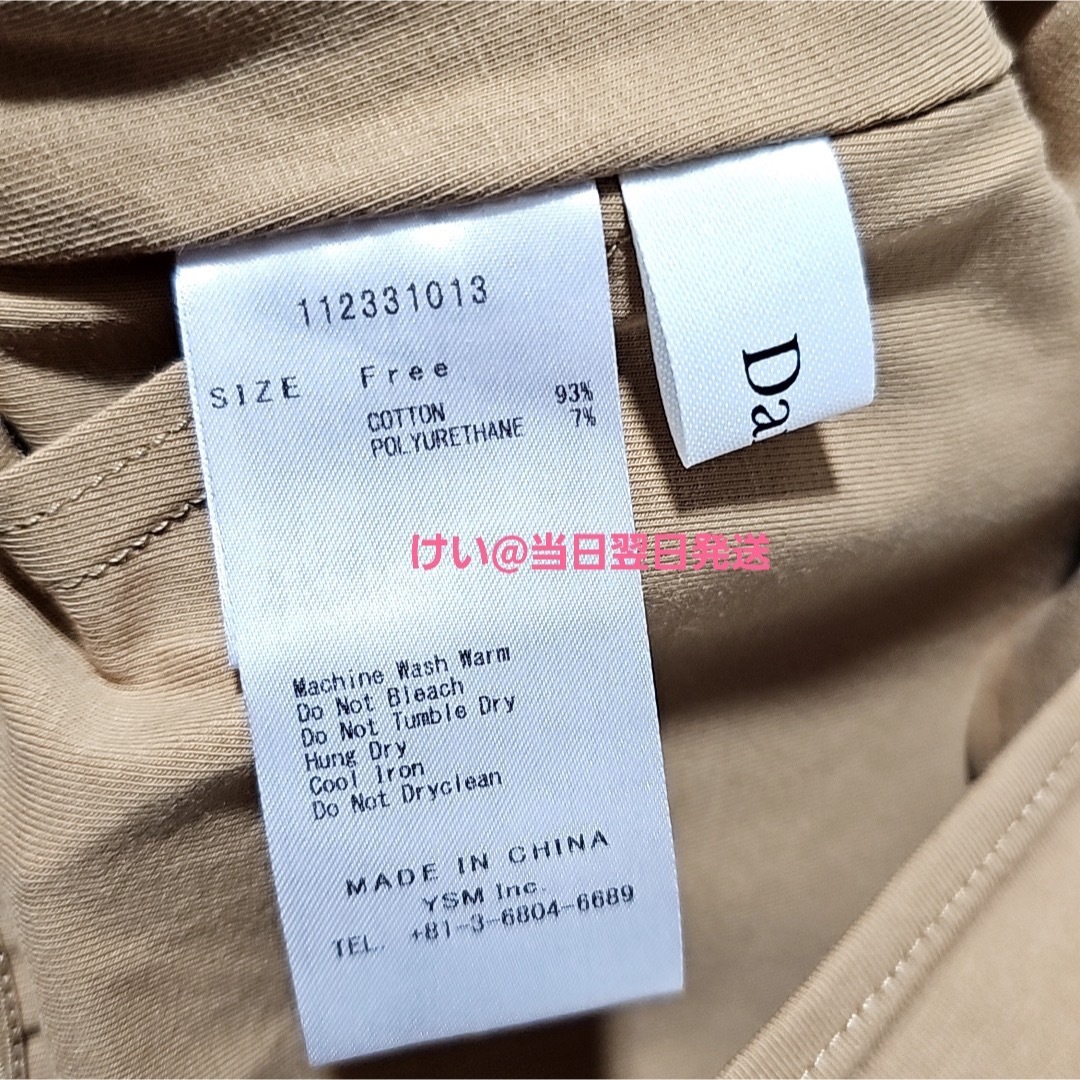 112331013
SIZE Free
COTTON 93%
POLYURETHANE 7%
Da
けい@当日翌日発送
Machine Wash Warm
Do Not Bleach
Do Not Tumble Dry
Hung Dry
Cool Iron
Do Not Dryclean
MADE IN CHINA
YSM Inc.
TEL. +81-3-6804-6689